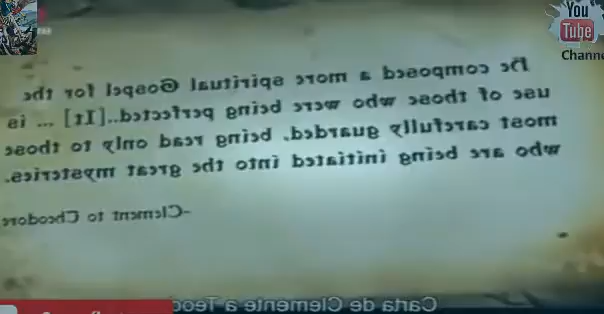 You
Tube
Channe
he composed a more spiritual Gospel for the
use of those who were being perfected..[It] ... is
most carefully guarded, being read only to those
who are being initiated into the great mysteries.
-Clement to Theodore
Carta de Clemente a Teod